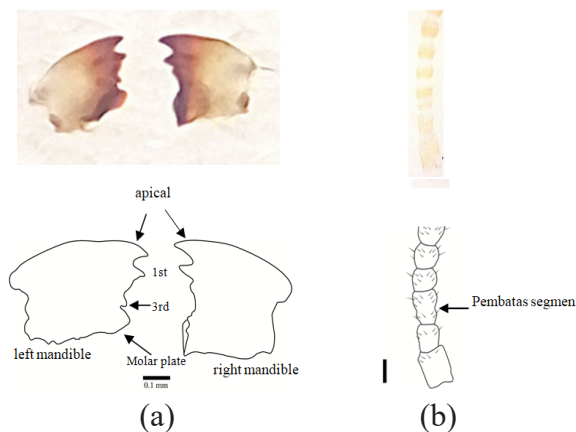 apical
1st
3rd
Pembatas segmen
left mandible
Molar plate
right mandible
0.1 mm
(a)
(b)